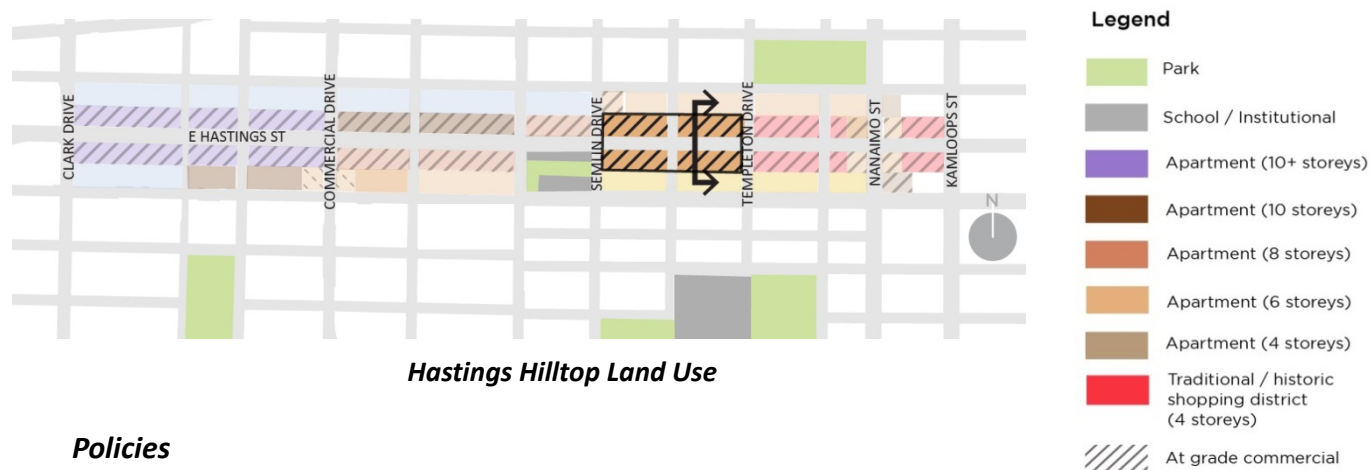 Legend
Park
School / Institutional
Apartment (10+ storeys)
Apartment (10 storeys)
Apartment (8 storeys)
Apartment (6 storeys)
Apartment (4 storeys)
Traditional / historic
shopping district
(4 storeys)
At grade commercial
CLARK DRIVE
E HASTINGS ST
COMMERCIAL DRIVE
SEMLIN DRIVE
TEMPLETON DRIVE
NANAIMO ST
KAMLOOPS ST
N
Hastings Hilltop Land Use
Policies